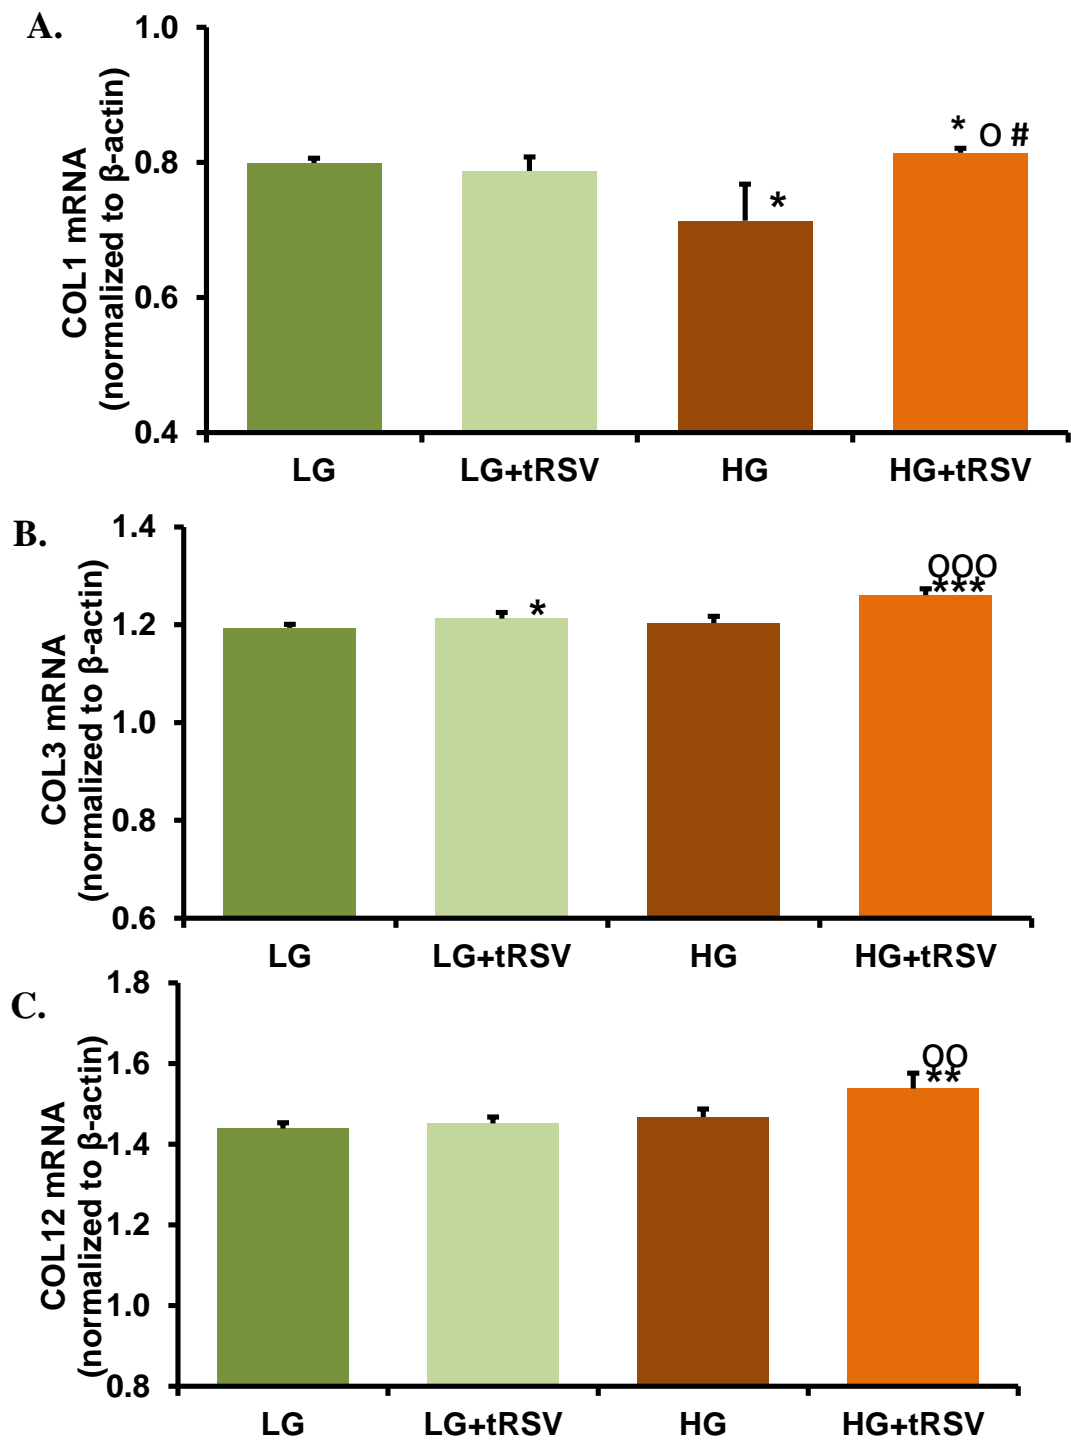 A.
COL1 mRNA
(normalized to β-actin)
1.0
0.8
0.6
0.4
*
* O #
LG LG+tRSV HG HG+tRSV
B.
COL3 mRNA
(normalized to β-actin)
1.4
1.2
1.0
0.8
0.6
*
OOO
***
LG LG+tRSV HG HG+tRSV
C.
COL12 mRNA
(normalized to β-actin)
1.8
1.6
1.4
1.2
1.0
0.8
OO
**
LG LG+tRSV HG HG+tRSV